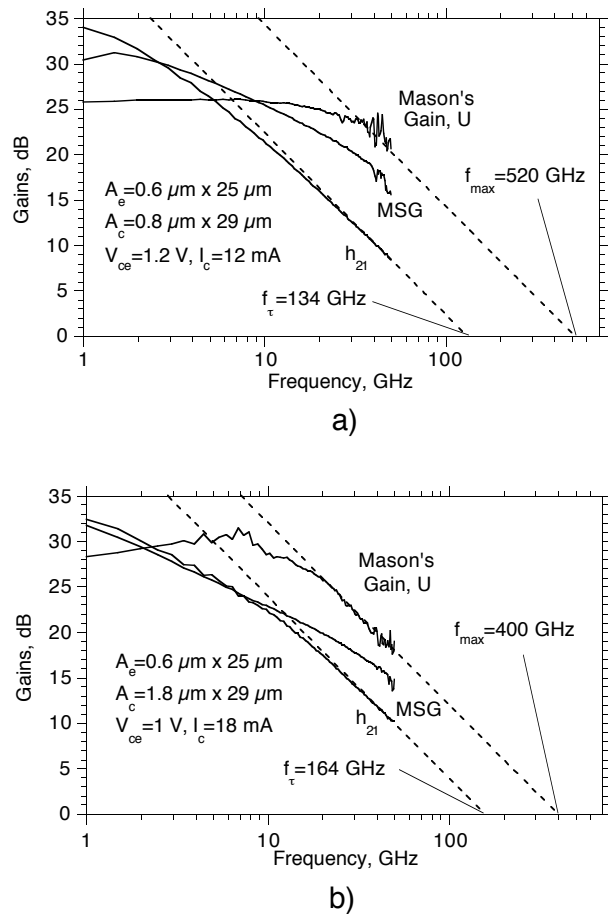 35
30
25
20
15
10
5
0
Gains, dB
Mason's
Gain, U
f_max=520 GHz
A_e=0.6 µm x 25 µm
A_c=0.8 µm x 29 µm
V_ce=1.2 V, I_c=12 mA
MSG
h_21
f_τ=134 GHz
1 10 100
Frequency, GHz
a)
35
30
25
20
15
10
5
0
Gains, dB
Mason's
Gain, U
f_max=400 GHz
A_e=0.6 µm x 25 µm
A_c=1.8 µm x 29 µm
V_ce=1 V, I_c=18 mA
MSG
h_21
f_τ=164 GHz
1 10 100
Frequency, GHz
b)